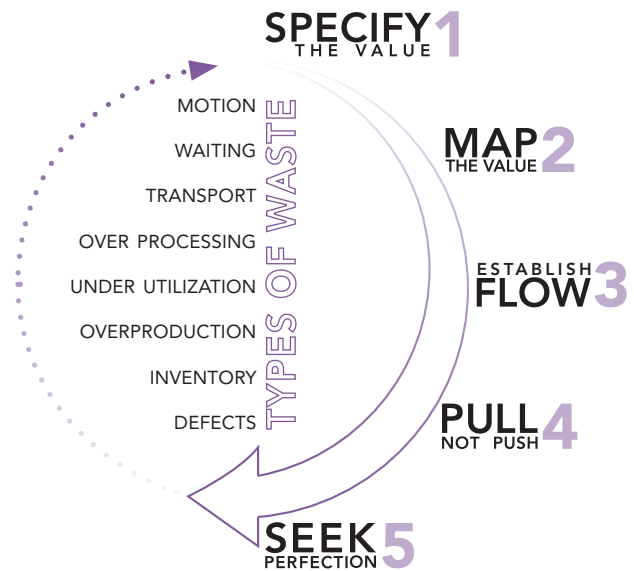 SPECIFY 1
THE VALUE
MOTION
WAITING
TRANSPORT
OVER PROCESSING
UNDER UTILIZATION
OVERPRODUCTION
INVENTORY
DEFECTS
TYPES OF WASTE
MAP 2
THE VALUE
ESTABLISH
FLOW 3
PULL 4
NOT PUSH
SEEK 5
PERFECTION